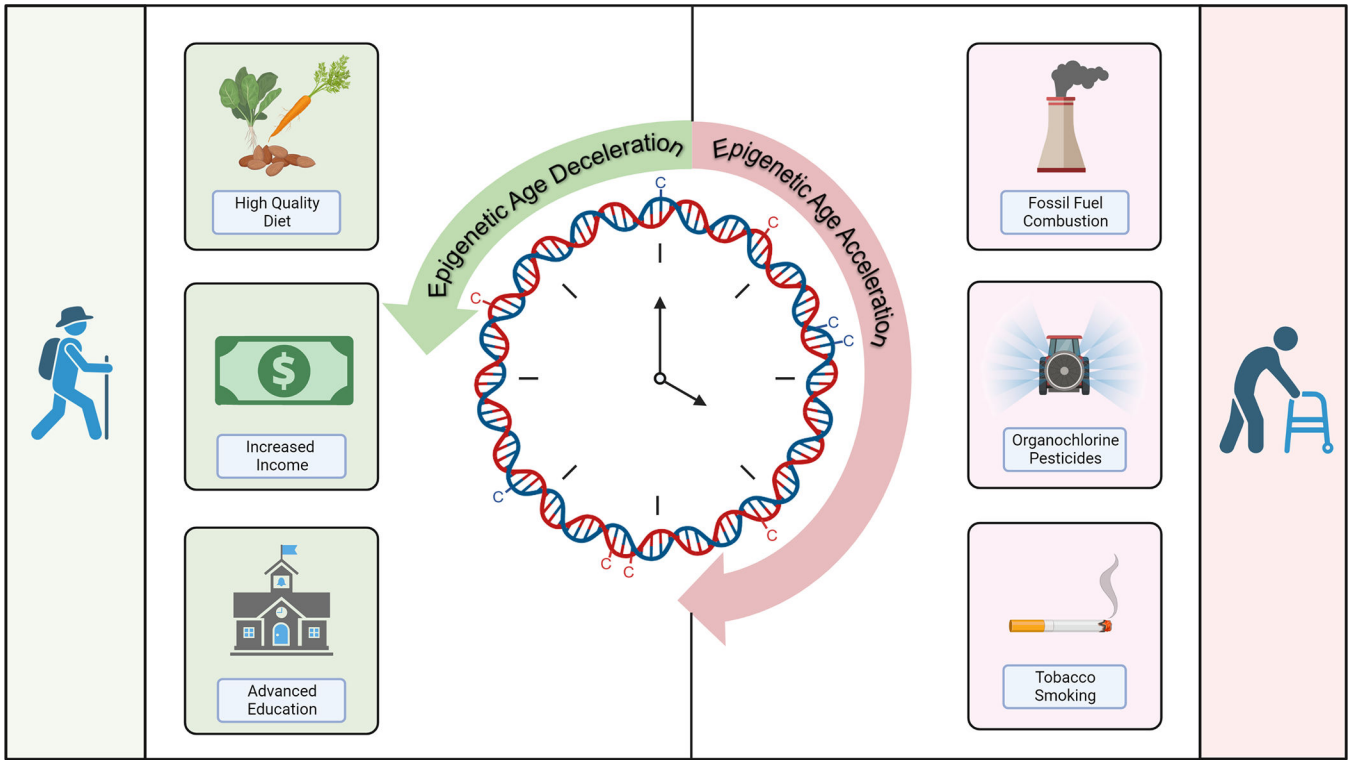 High Quality
Diet
Increased
Income
$
Advanced
Education
Epigenetic Age Deceleration
Epigenetic Age Acceleration
C
C
C
C
C
C
C
C
C
Fossil Fuel
Combustion
Organochlorine
Pesticides
Tobacco
Smoking